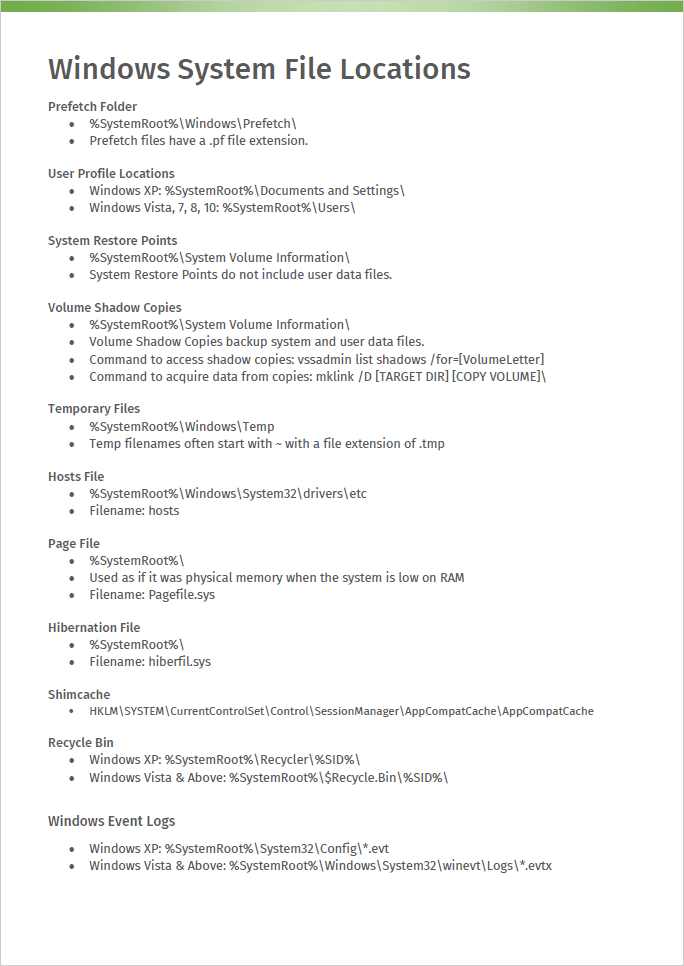 Windows System File Locations
Prefetch Folder
• %SystemRoot%\Windows\Prefetch\
• Prefetch files have a .pf file extension.
User Profile Locations
• Windows XP: %SystemRoot%\Documents and Settings\
• Windows Vista, 7, 8, 10: %SystemRoot%\Users\
System Restore Points
• %SystemRoot%\System Volume Information\
• System Restore Points do not include user data files.
Volume Shadow Copies
• %SystemRoot%\System Volume Information\
• Volume Shadow Copies backup system and user data files.
• Command to access shadow copies: vssadmin list shadows /for=[VolumeLetter]
• Command to acquire data from copies: mklink /D [TARGET DIR] [COPY VOLUME]\
Temporary Files
• %SystemRoot%\Windows\Temp
• Temp filenames often start with ~ with a file extension of .tmp
Hosts File
• %SystemRoot%\Windows\System32\drivers\etc
• Filename: hosts
Page File
• %SystemRoot%\
• Used as if it was physical memory when the system is low on RAM
• Filename: Pagefile.sys
Hibernation File
• %SystemRoot%\
• Filename: hiberfil.sys
Shimcache
• HKLM\SYSTEM\CurrentControlSet\Control\SessionManager\AppCompatCache\AppCompatCache
Recycle Bin
• Windows XP: %SystemRoot%\Recycler\%SID%\
• Windows Vista & Above: %SystemRoot%\$Recycle.Bin\%SID%\
Windows Event Logs
• Windows XP: %SystemRoot%\System32\Config\*.evt
• Windows Vista & Above: %SystemRoot%\Windows\System32\winevt\Logs\*.evtx